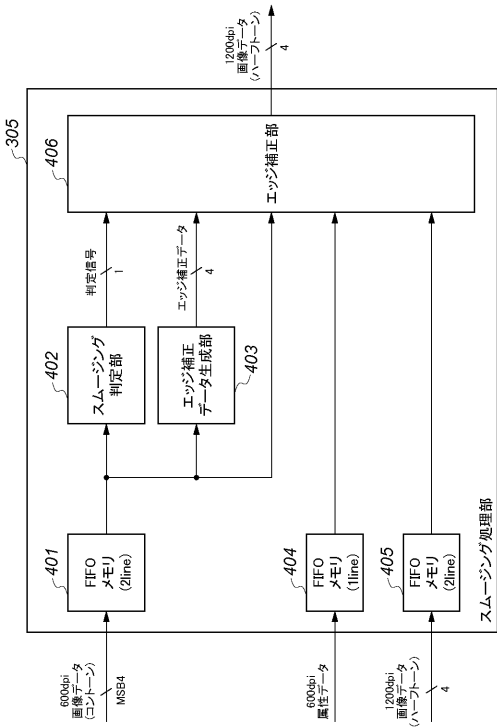 305
600dpi
画像データ
(コントーン)
MSB4
401
FIFO
メモリ
(2line)
402
スムージング
判定部
判定信号
1
エッジ補正
データ生成部
403
エッジ補正データ
4
406
エッジ補正部
1200dpi
画像データ
(ハーフトーン)
4
600dpi
属性データ
404
FIFO
メモリ
(1line)
1200dpi
画像データ
(ハーフトーン)
4
405
FIFO
メモリ
(2line)
スムージング処理部